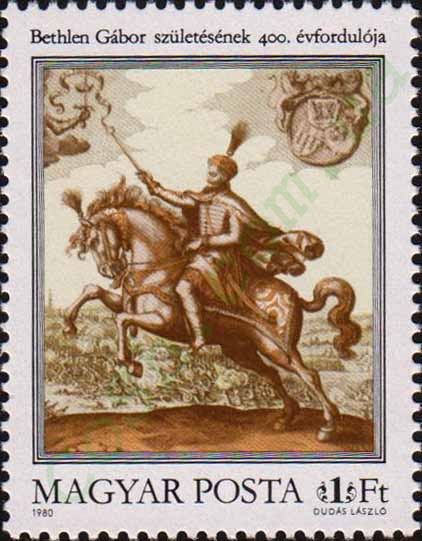 Bethlen Gábor születésének 400. évfordulója
MAGYAR POSTA 1 Ft
1980 DUDÁS LÁSZLÓ